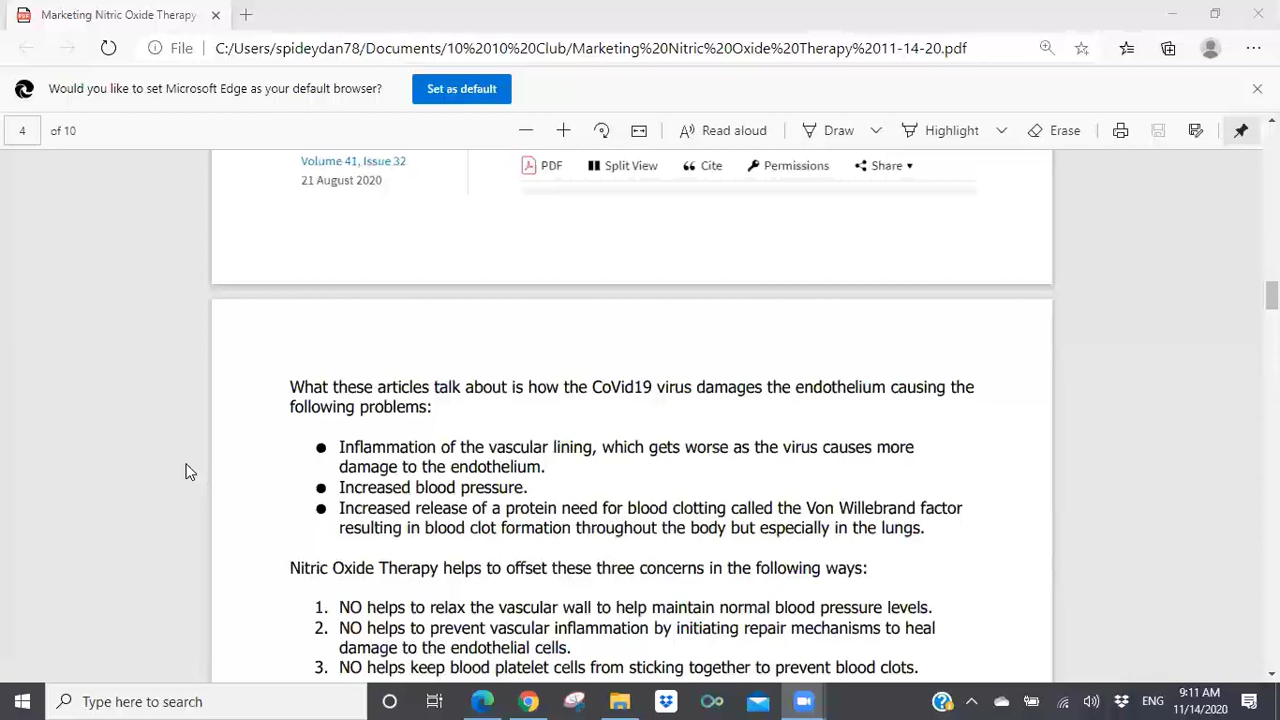 Marketing Nitric Oxide Therapy
File C:/Users/spideydan78/Documents/10%2010%20Club/Marketing%20Nitric%20Oxide%20Therapy%2011-14-20.pdf
Would you like to set Microsoft Edge as your default browser? Set as default
4 of 10 Read aloud Draw Highlight Erase
Volume 41, Issue 32 PDF Split View Cite Permissions Share
21 August 2020
What these articles talk about is how the CoVid19 virus damages the endothelium causing the
following problems:
● Inflammation of the vascular lining, which gets worse as the virus causes more
damage to the endothelium.
● Increased blood pressure.
● Increased release of a protein need for blood clotting called the Von Willebrand factor
resulting in blood clot formation throughout the body but especially in the lungs.
Nitric Oxide Therapy helps to offset these three concerns in the following ways:
1. NO helps to relax the vascular wall to help maintain normal blood pressure levels.
2. NO helps to prevent vascular inflammation by initiating repair mechanisms to heal
damage to the endothelial cells.
3. NO helps keep blood platelet cells from sticking together to prevent blood clots.
Type here to search ENG 9:11 AM
11/14/2020